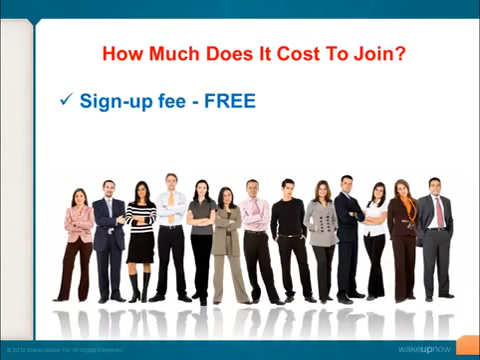 How Much Does It Cost To Join?
✓ Sign-up fee - FREE
wakeupnow